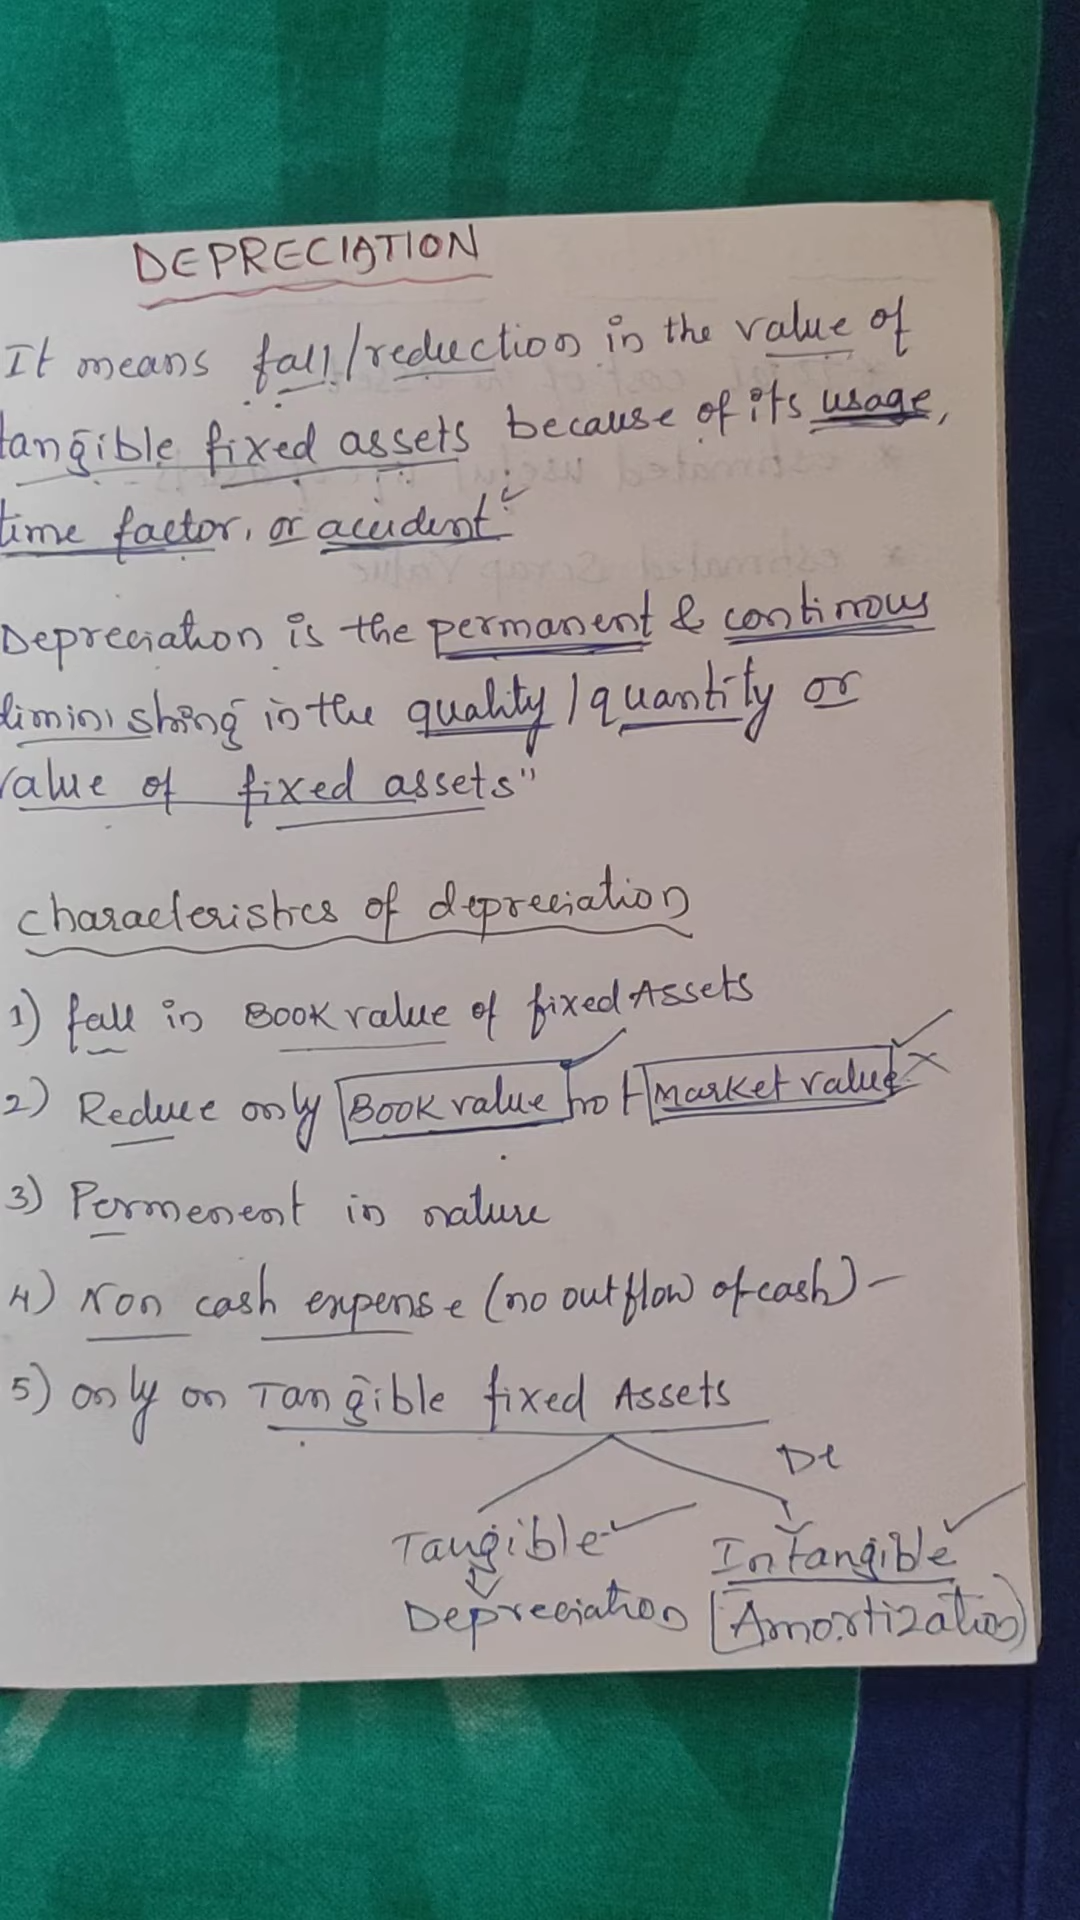 DEPRECIATION
It means fall/reduction in the value of
tangible fixed assets because of its usage,
time factor, or accident.
Depreciation is the permanent & continous
diminishing in the quality / quantity or
value of fixed assets"
characteristics of depreciation
1) fall in Book value of fixed Assets
2) Reduce only Book value not Market value x
3) Permenent in nature
4) Non cash expense (no outflow of cash) -
5) only on Tangible fixed Assets
De
Tangible Intangible
Depreciation (Amortization)